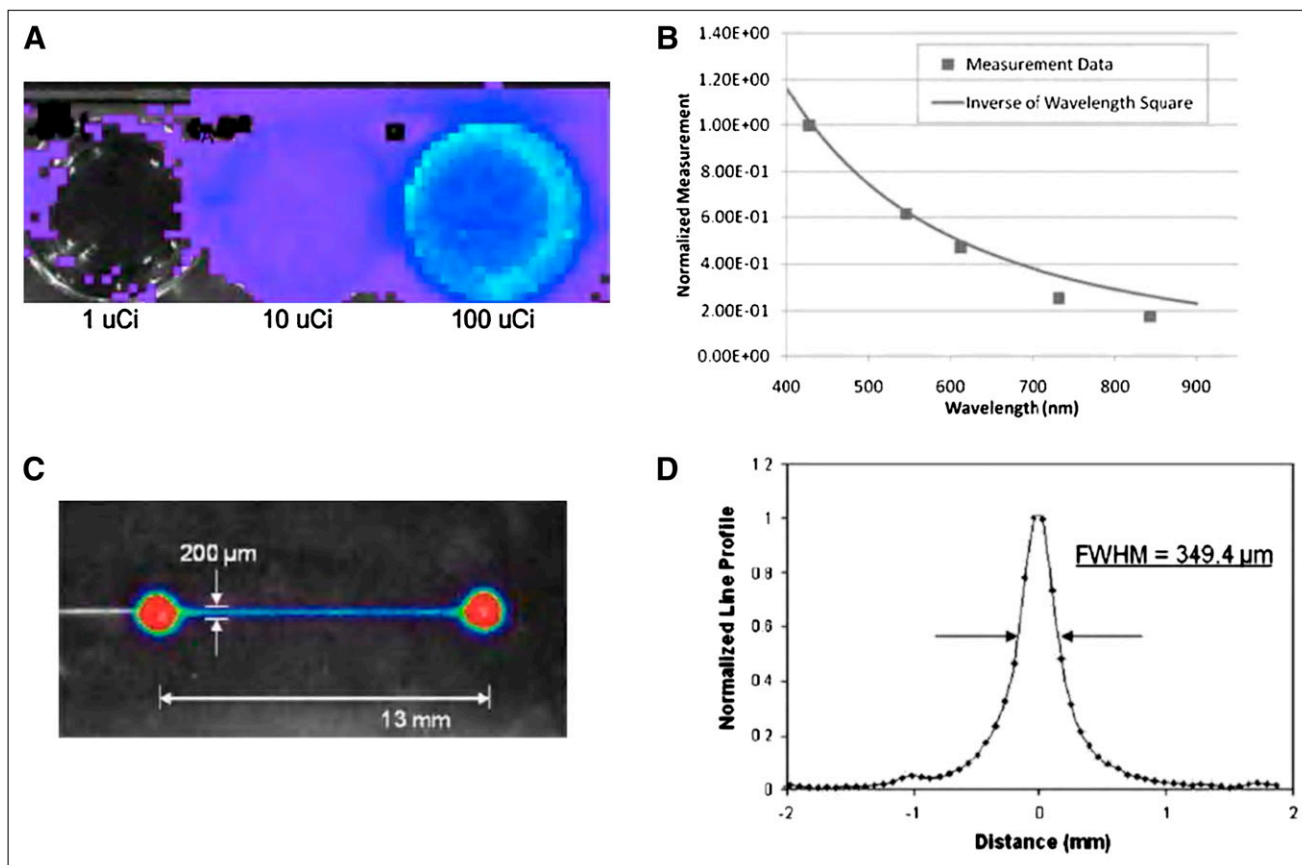 A
1 uCi
10 uCi
100 uCi
B
1.40E+00
1.20E+00
1.00E+00
8.00E-01
6.00E-01
4.00E-01
2.00E-01
0.00E+00
Normalized Measurement
Measurement Data
Inverse of Wavelength Square
400
500
600
700
800
900
Wavelength (nm)
C
200 µm
13 mm
D
1 2
1
0 8
0 6
0 4
0 2
0
Normalized Line Profile
FWHM = 349.4 µm
-2
-1
0
1
2
Distance (mm)